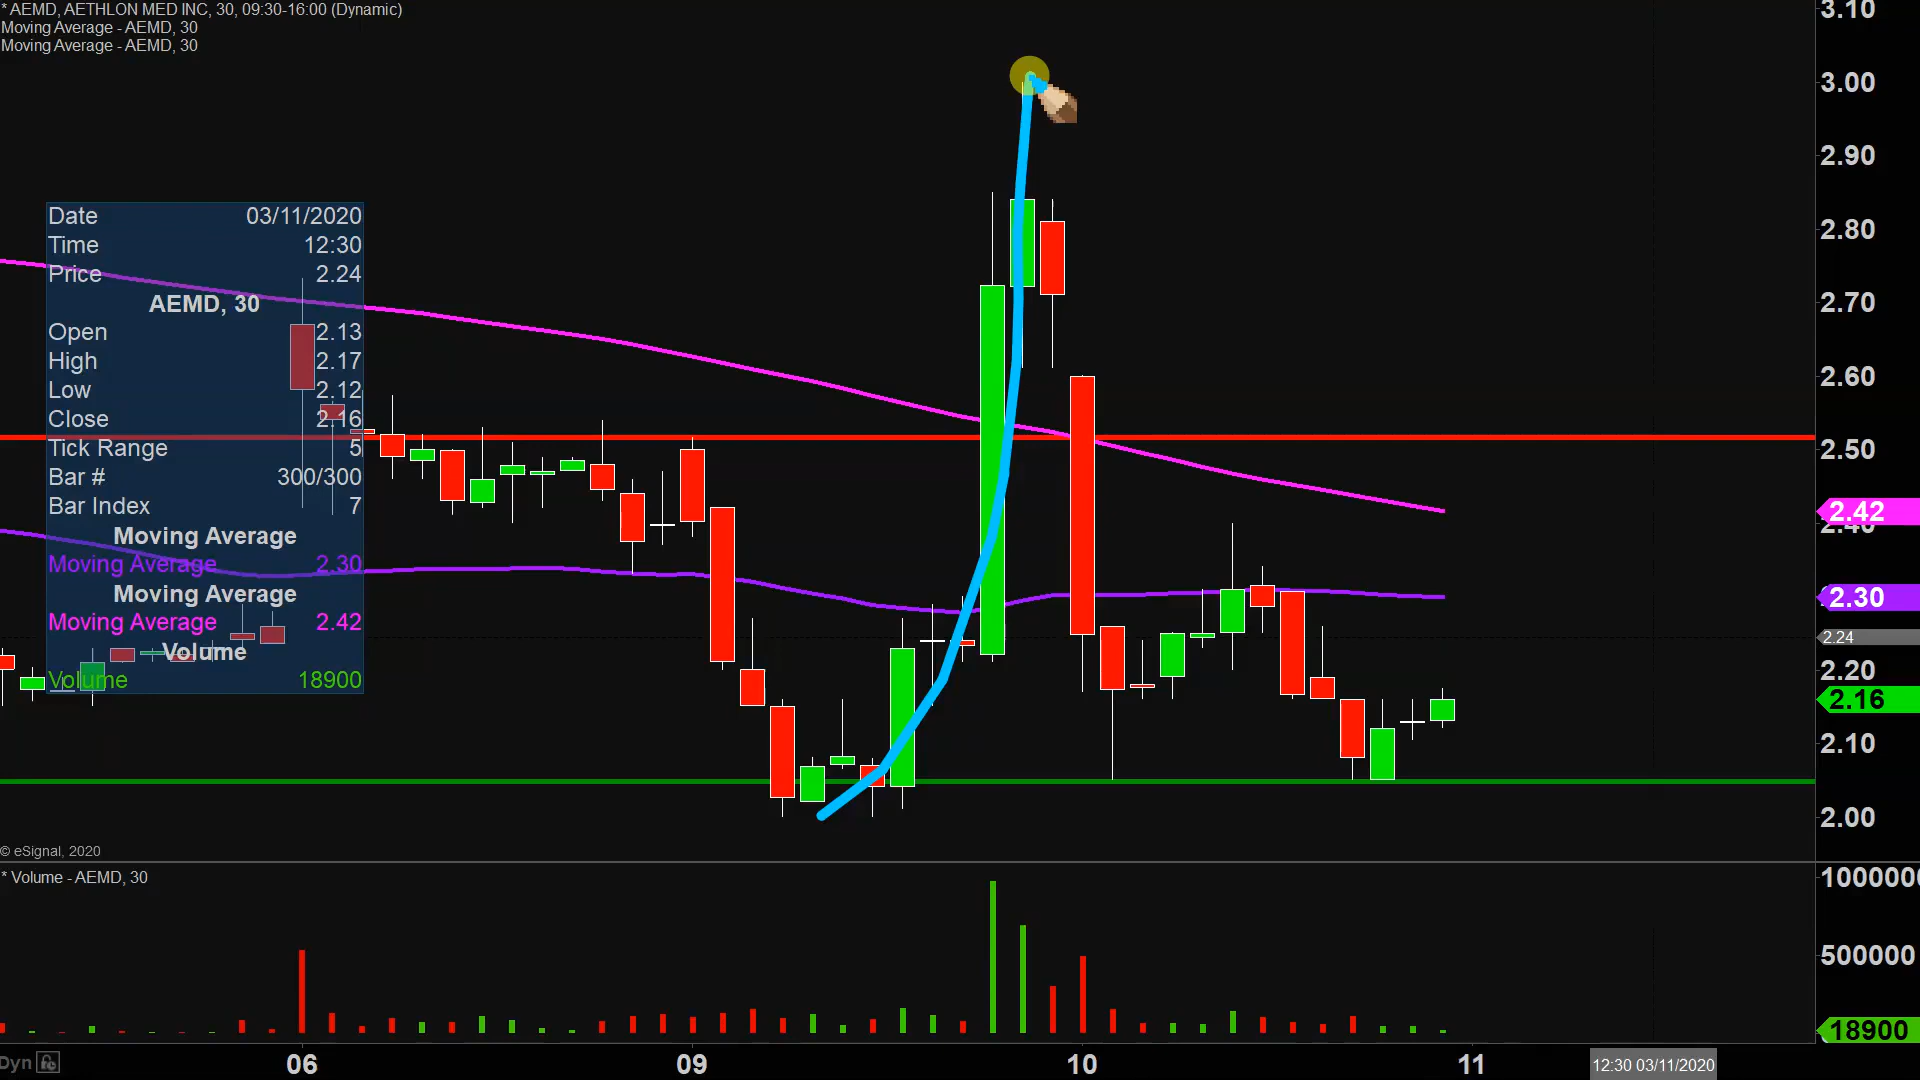 * AEMD, AETHLON MED INC, 30, 09:30-16:00 (Dynamic)
Moving Average - AEMD, 30
Moving Average - AEMD, 30
Date 03/11/2020
Time 12:30
Price 2.24
AEMD, 30
Open 2.13
High 2.17
Low 2.12
Close 2.16
Tick Range 5
Bar # 300/300
Bar Index 7
Moving Average
Moving Average 2.30
Moving Average
Moving Average 2.42
Volume
Volume 18900
3.10
3.00
2.90
2.80
2.70
2.60
2.50
2.42
2.40
2.30
2.24
2.20
2.16
2.10
2.00
© eSignal, 2020
* Volume - AEMD, 30
1000000
500000
18900
Dyn
06
09
10
11
12:30 03/11/2020